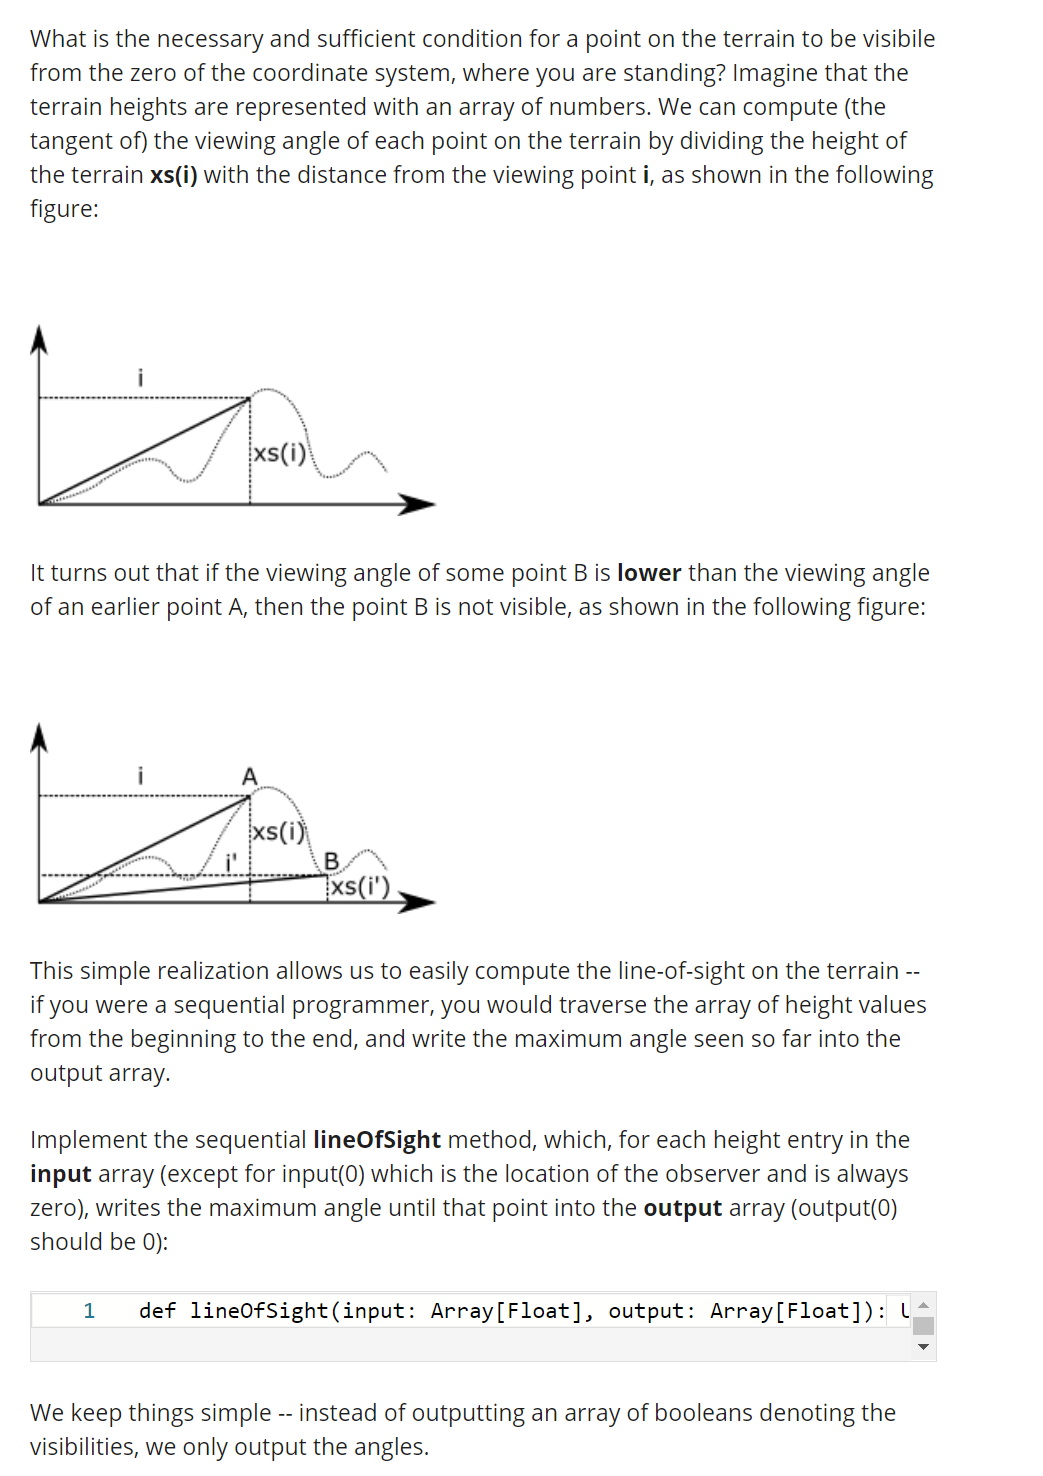 What is the necessary and sufficient condition for a point on the terrain to be visibile
from the zero of the coordinate system, where you are standing? Imagine that the
terrain heights are represented with an array of numbers. We can compute (the
tangent of) the viewing angle of each point on the terrain by dividing the height of
the terrain xs(i) with the distance from the viewing point i, as shown in the following
figure:
i
xs(i)
It turns out that if the viewing angle of some point B is lower than the viewing angle
of an earlier point A, then the point B is not visible, as shown in the following figure:
i
A
xs(i)
i'
B
xs(i')
This simple realization allows us to easily compute the line-of-sight on the terrain --
if you were a sequential programmer, you would traverse the array of height values
from the beginning to the end, and write the maximum angle seen so far into the
output array.
Implement the sequential lineOfSight method, which, for each height entry in the
input array (except for input(0) which is the location of the observer and is always
zero), writes the maximum angle until that point into the output array (output(0)
should be 0):
1 def lineOfSight(input: Array[Float], output: Array[Float]):
We keep things simple -- instead of outputting an array of booleans denoting the
visibilities, we only output the angles.